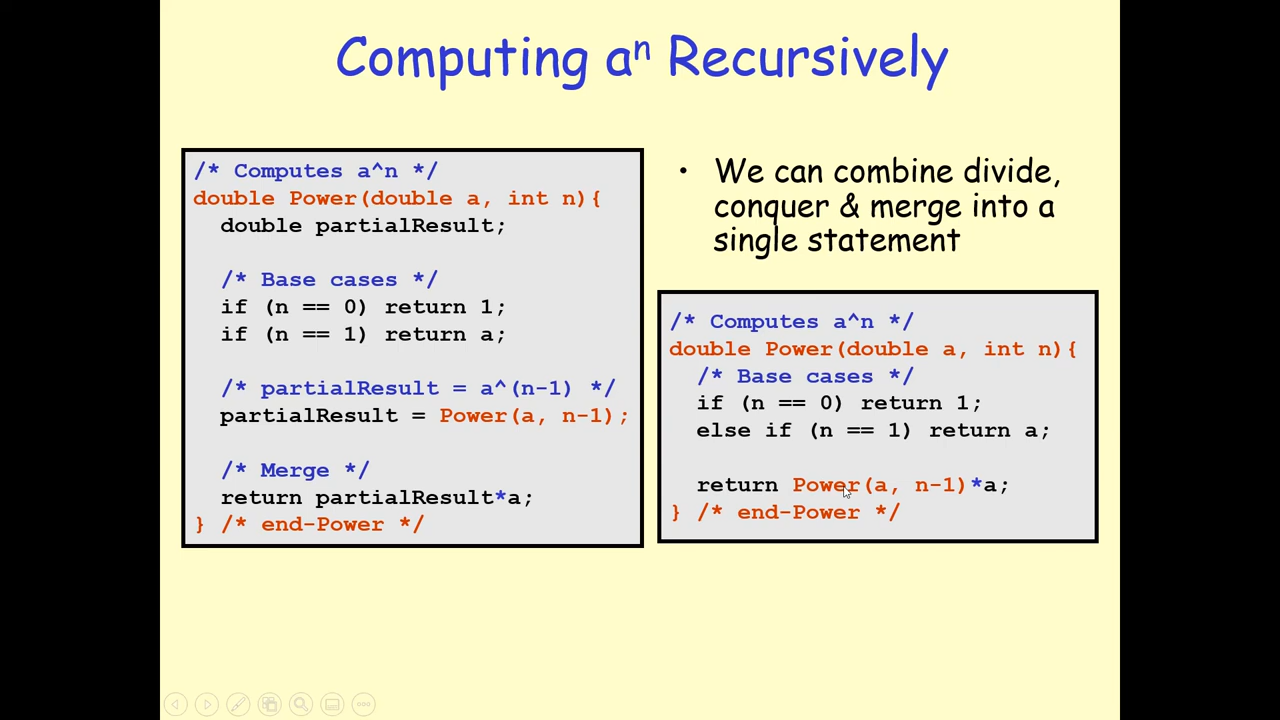 Computing aⁿ Recursively
/* Computes a^n */
double Power(double a, int n){
double partialResult;
/* Base cases */
if (n == 0) return 1;
if (n == 1) return a;
/* partialResult = a^(n-1) */
partialResult = Power(a, n-1);
/* Merge */
return partialResult*a;
} /* end-Power */
• We can combine divide,
conquer & merge into a
single statement
/* Computes a^n */
double Power(double a, int n){
/* Base cases */
if (n == 0) return 1;
else if (n == 1) return a;
return Power(a, n-1)*a;
} /* end-Power */